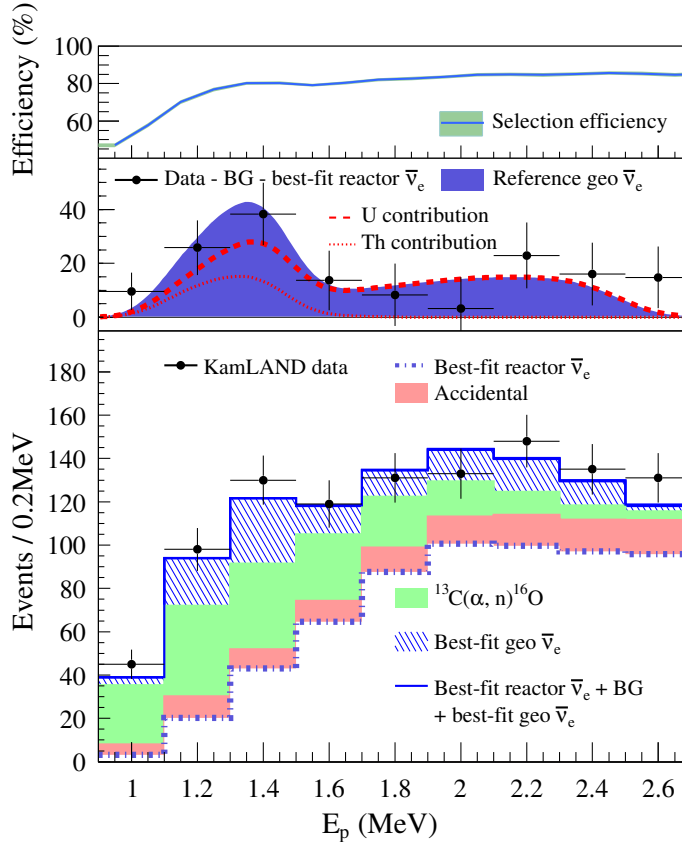 Efficiency (%)
100
80
60
Selection efficiency
Data - BG - best-fit reactor ν̅e
Reference geo ν̅e
U contribution
Th contribution
40
20
0
Events / 0.2MeV
180
160
140
120
100
80
60
40
20
0
KamLAND data
Best-fit reactor ν̅e
Accidental
¹³C(α, n)¹⁶O
Best-fit geo ν̅e
Best-fit reactor ν̅e + BG
+ best-fit geo ν̅e
1 1.2 1.4 1.6 1.8 2 2.2 2.4 2.6
Ep (MeV)